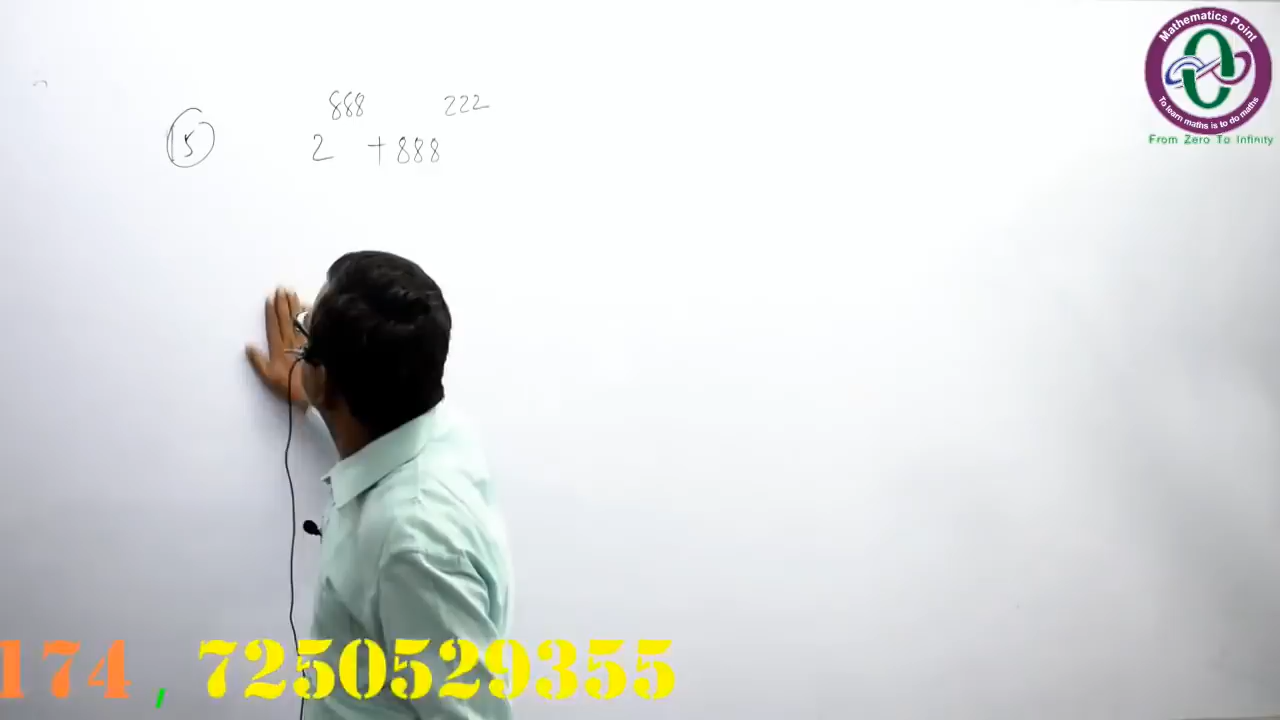 Mathematics Point
To learn maths is to do maths
From Zero To Infinity
888 222
15 2 +888
174 , 7250529355